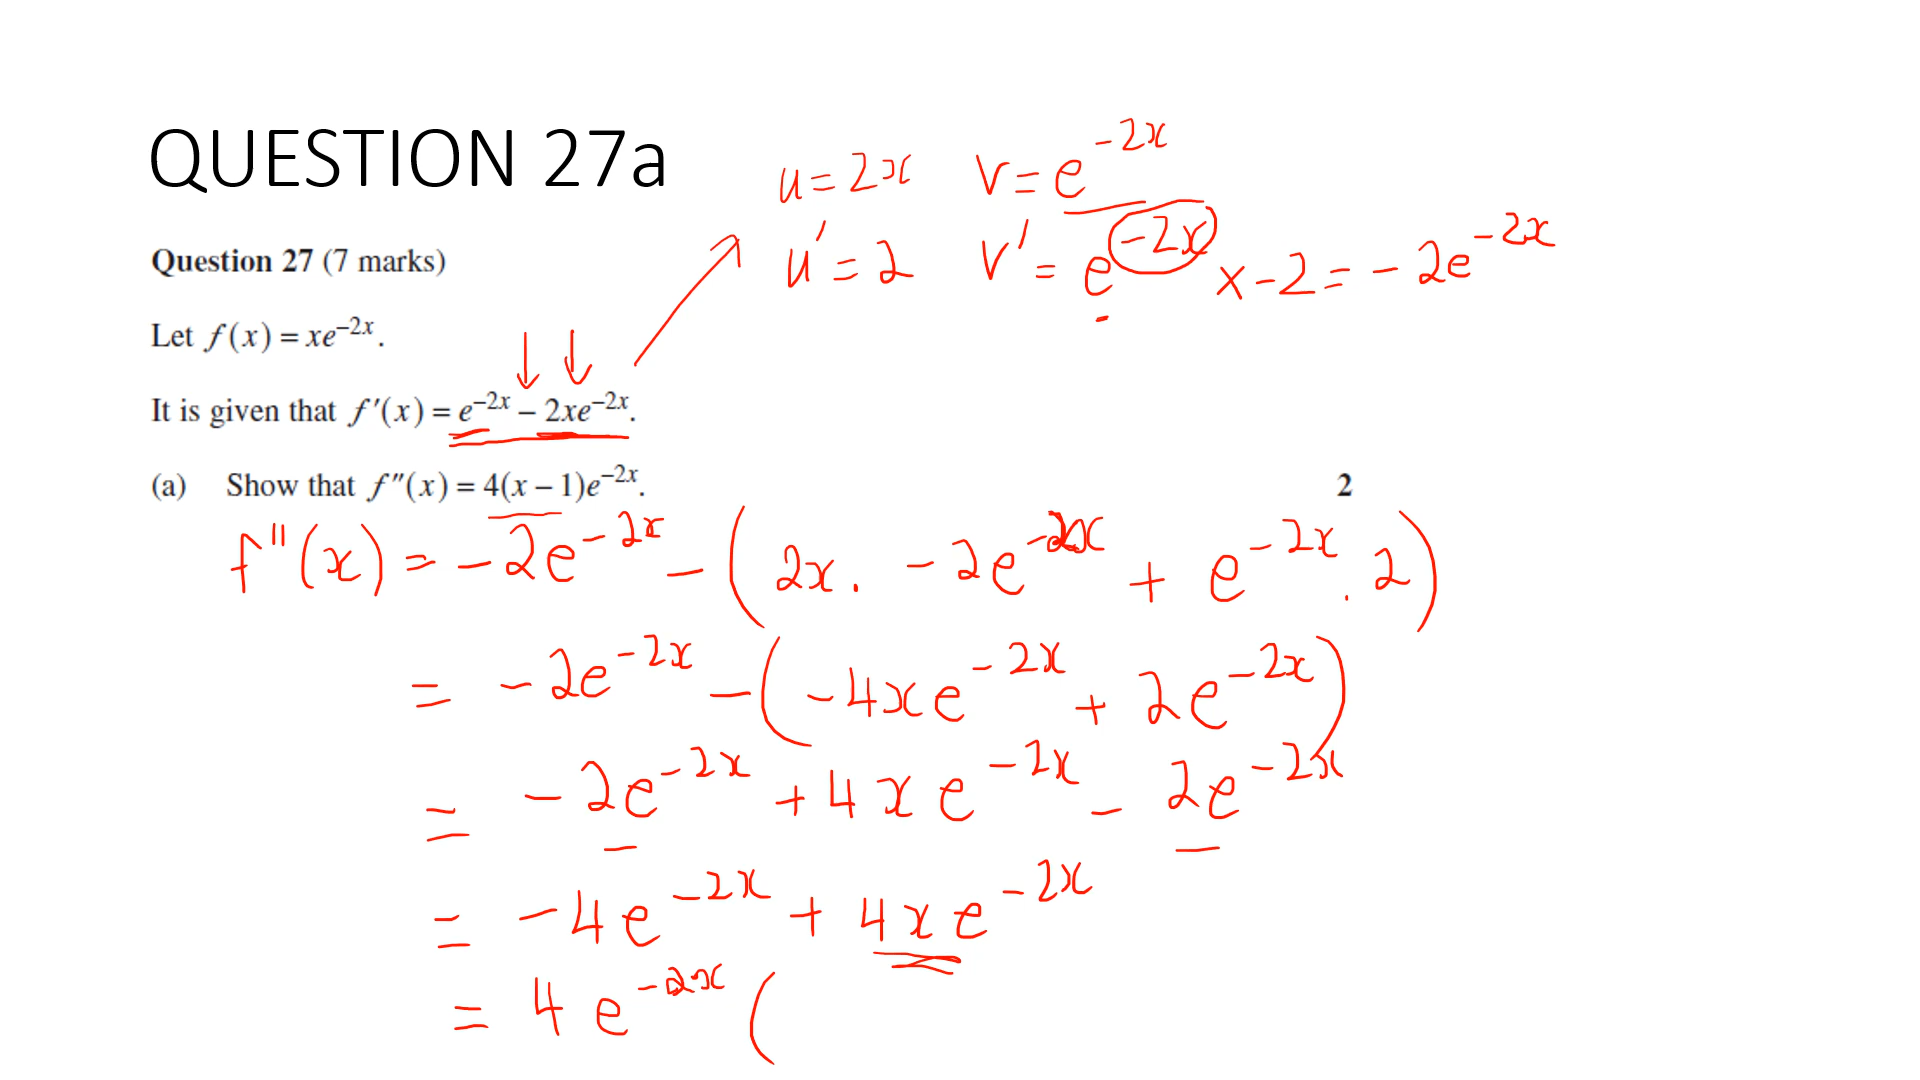 QUESTION 27a
u = 2x   v = e^{-2x}
u' = 2   v' = e^{-2x} x -2 = -2e^{-2x}
Question 27 (7 marks)
Let f(x) = xe^{-2x}.
It is given that f'(x) = e^{-2x} – 2xe^{-2x}.
(a) Show that f''(x) = 4(x – 1)e^{-2x}. 2
f''(x) = -2e^{-2x} - (2x . -2e^{-2x} + e^{-2x} . 2)
= -2e^{-2x} - (-4xe^{-2x} + 2e^{-2x})
= -2e^{-2x} + 4xe^{-2x} - 2e^{-2x}
= -4e^{-2x} + 4xe^{-2x}
= 4e^{-2x} (